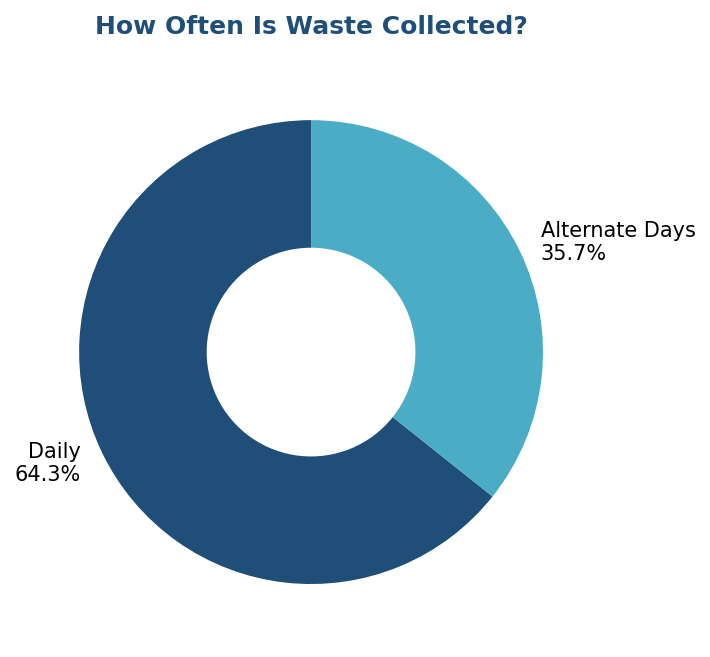 How Often Is Waste Collected?
Alternate Days
35.7%
Daily
64.3%